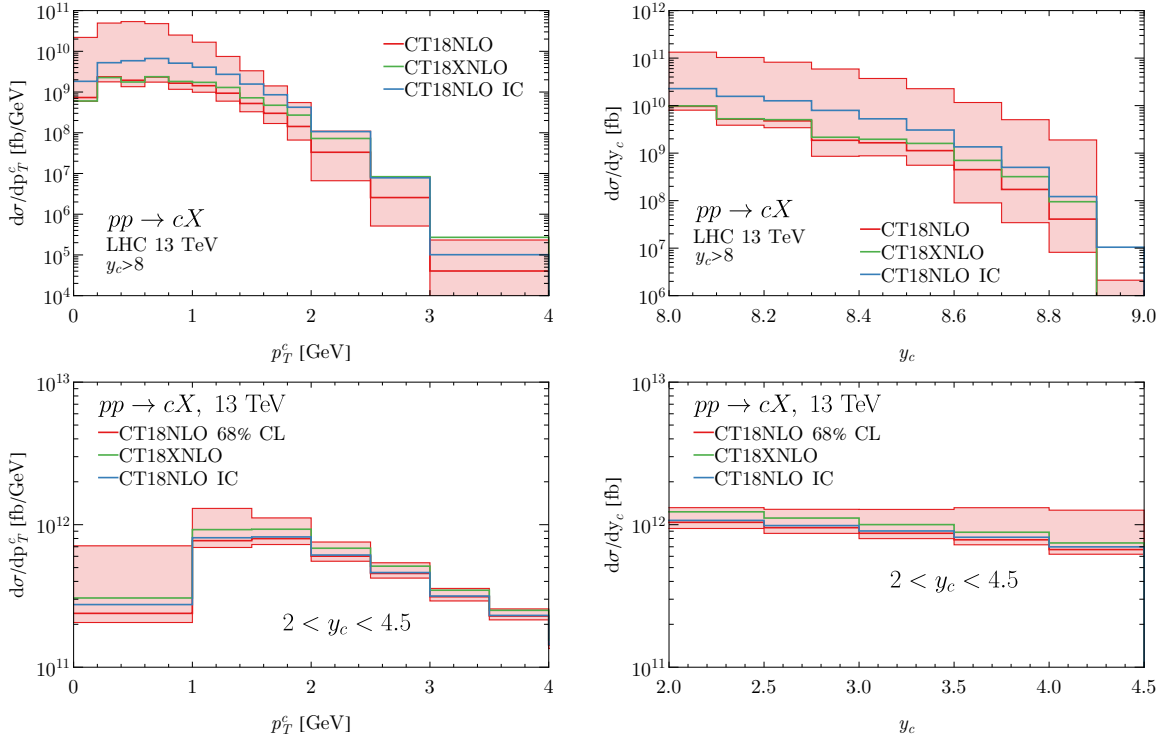 dσ/dp_T^c [fb/GeV]
10^11
10^10
10^9
10^8
10^7
10^6
10^5
10^4
CT18NLO
CT18XNLO
CT18NLO IC
pp → cX
LHC 13 TeV
y_c>8
0 1 2 3 4
p_T^c [GeV]
dσ/dy_c [fb]
10^12
10^11
10^10
10^9
10^8
10^7
10^6
pp → cX
LHC 13 TeV
y_c>8
CT18NLO
CT18XNLO
CT18NLO IC
8.0 8.2 8.4 8.6 8.8 9.0
y_c
dσ/dp_T^c [fb/GeV]
10^13
10^12
10^11
pp → cX, 13 TeV
CT18NLO 68% CL
CT18XNLO
CT18NLO IC
2 < y_c < 4.5
0 1 2 3 4
p_T^c [GeV]
dσ/dy_c [fb]
10^13
10^12
10^11
pp → cX, 13 TeV
CT18NLO 68% CL
CT18XNLO
CT18NLO IC
2 < y_c < 4.5
2.0 2.5 3.0 3.5 4.0 4.5
y_c